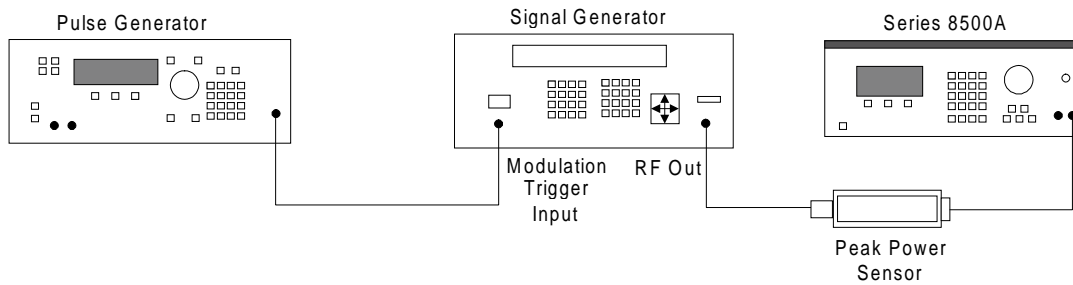 Pulse Generator
Signal Generator
Series 8500A
Modulation
Trigger
Input
RF Out
Peak Power
Sensor